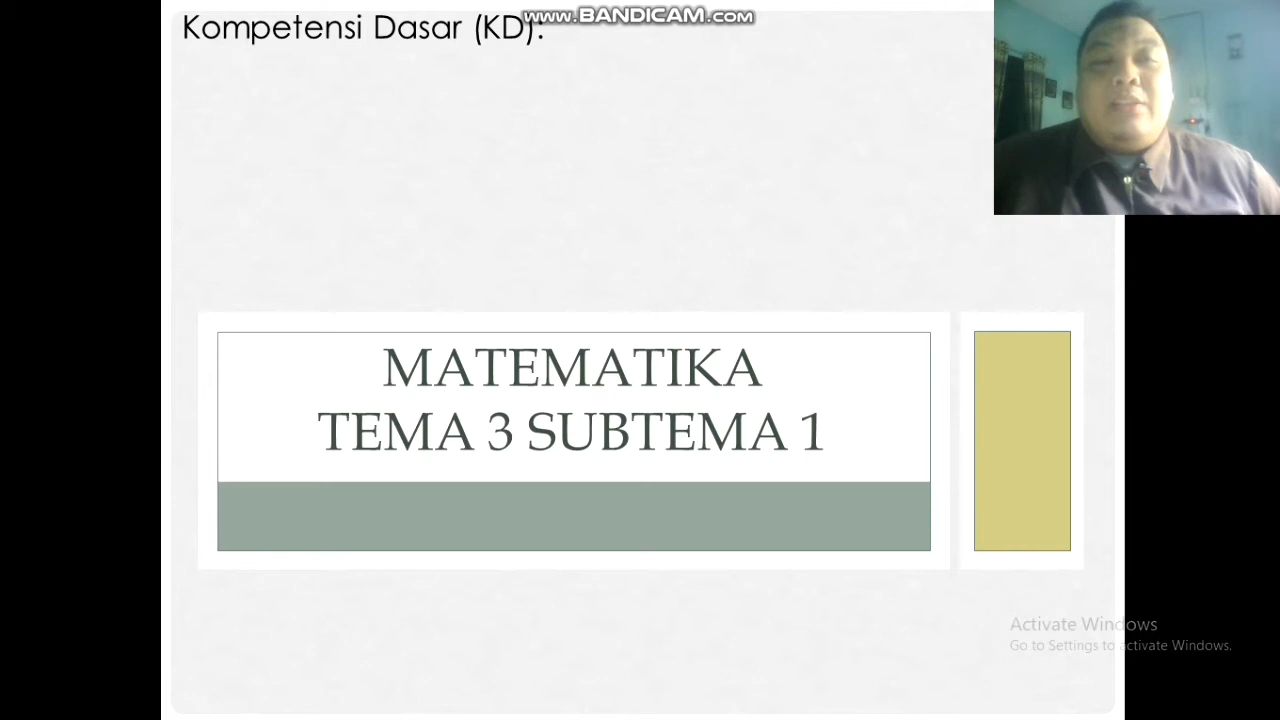 Kompetensi Dasar (KD):
www.BANDICAM.com
MATEMATIKA
TEMA 3 SUBTEMA 1
Activate Windows
Go to Settings to activate Windows.